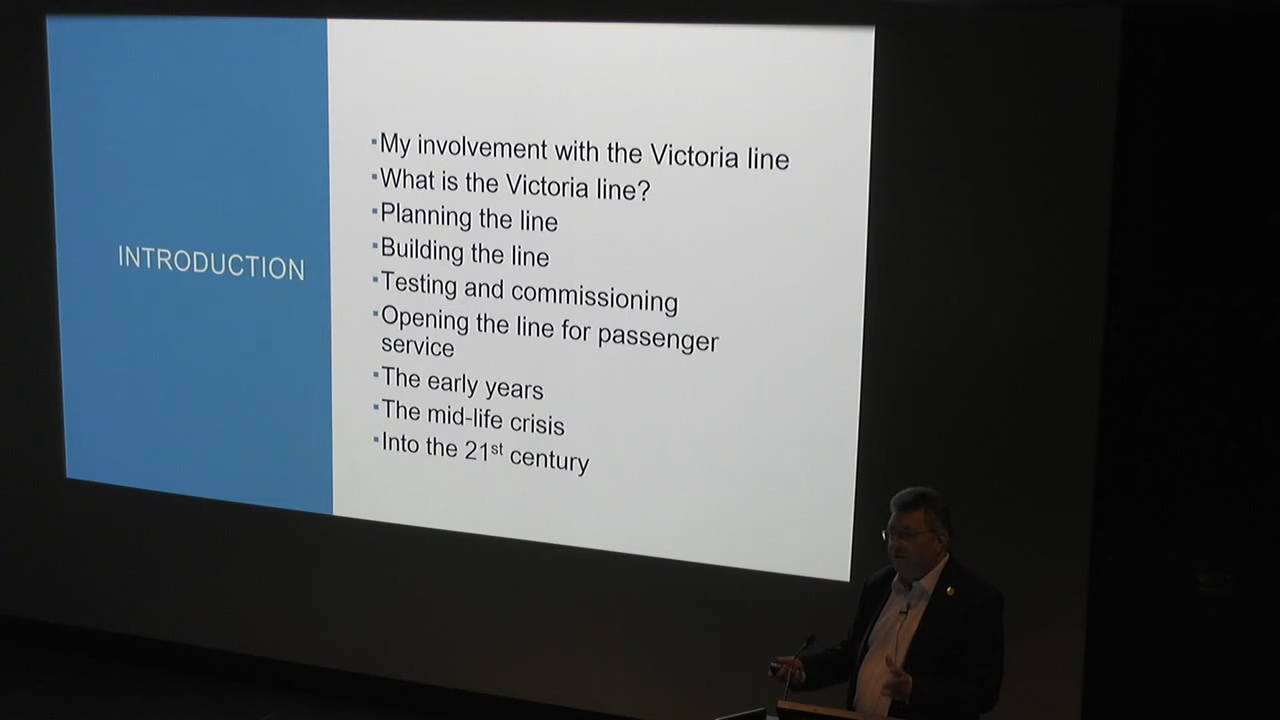 INTRODUCTION
▪My involvement with the Victoria line
▪What is the Victoria line?
▪Planning the line
▪Building the line
▪Testing and commissioning
▪Opening the line for passenger
service
▪The early years
▪The mid-life crisis
▪Into the 21st century